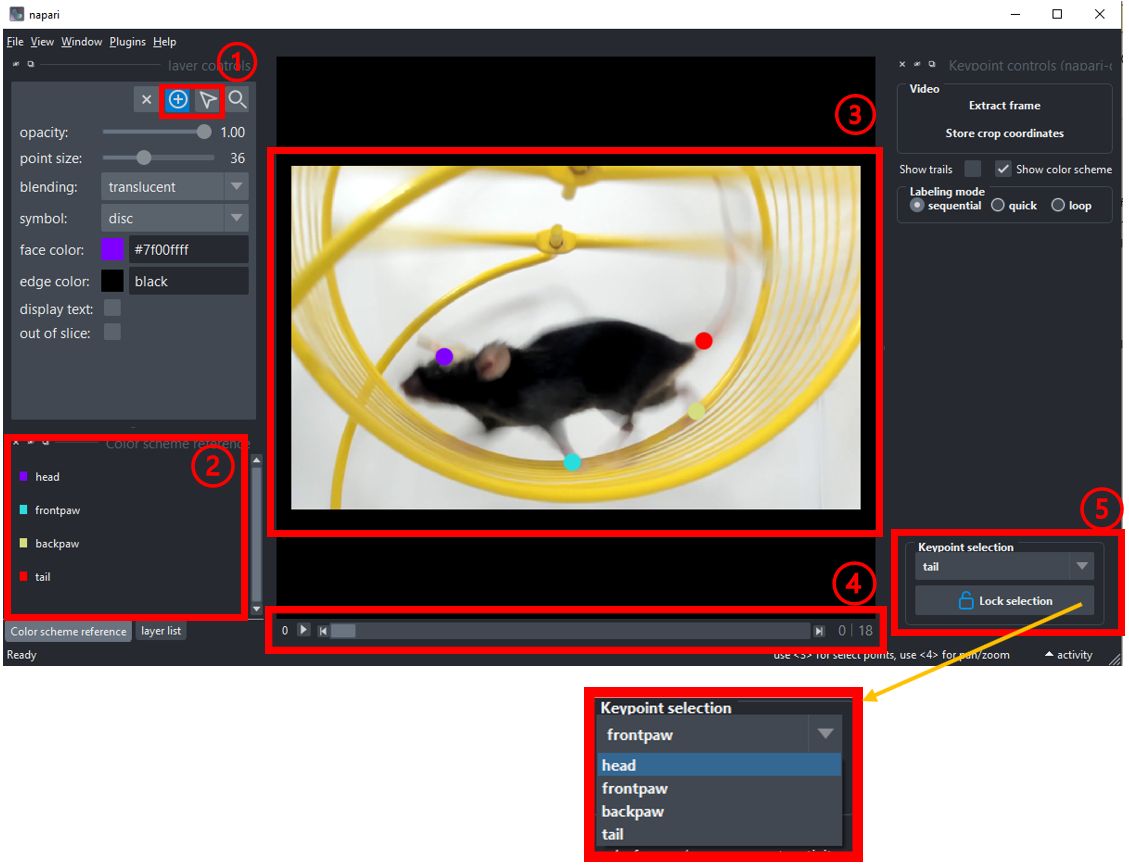 napari
File View Window Plugins Help
①
layer controls
opacity: 1.00
point size: 36
blending: translucent
symbol: disc
face color: #7f00ffff
edge color: black
display text:
out of slice:
Color scheme reference
②
head
frontpaw
backpaw
tail
Color scheme reference layer list
Ready
③
④
0 0 | 18
use <3> for select points, use <4> for pan/zoom
activity
Keypoint controls (napari-
Video
Extract frame
Store crop coordinates
Show trails Show color scheme
Labeling mode
sequential quick loop
⑤
Keypoint selection
tail
Lock selection
Keypoint selection
frontpaw
head
frontpaw
backpaw
tail